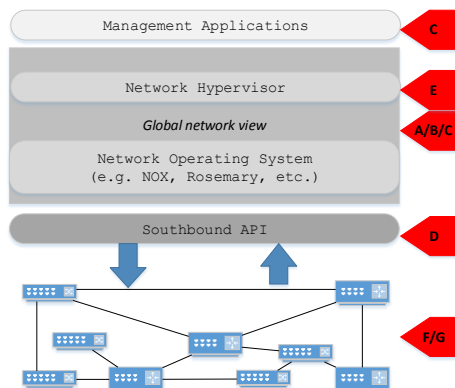 Management Applications
C
Network Hypervisor
E
Global network view
A/B/C
Network Operating System
(e.g. NOX, Rosemary, etc.)
Southbound API
D
F/G